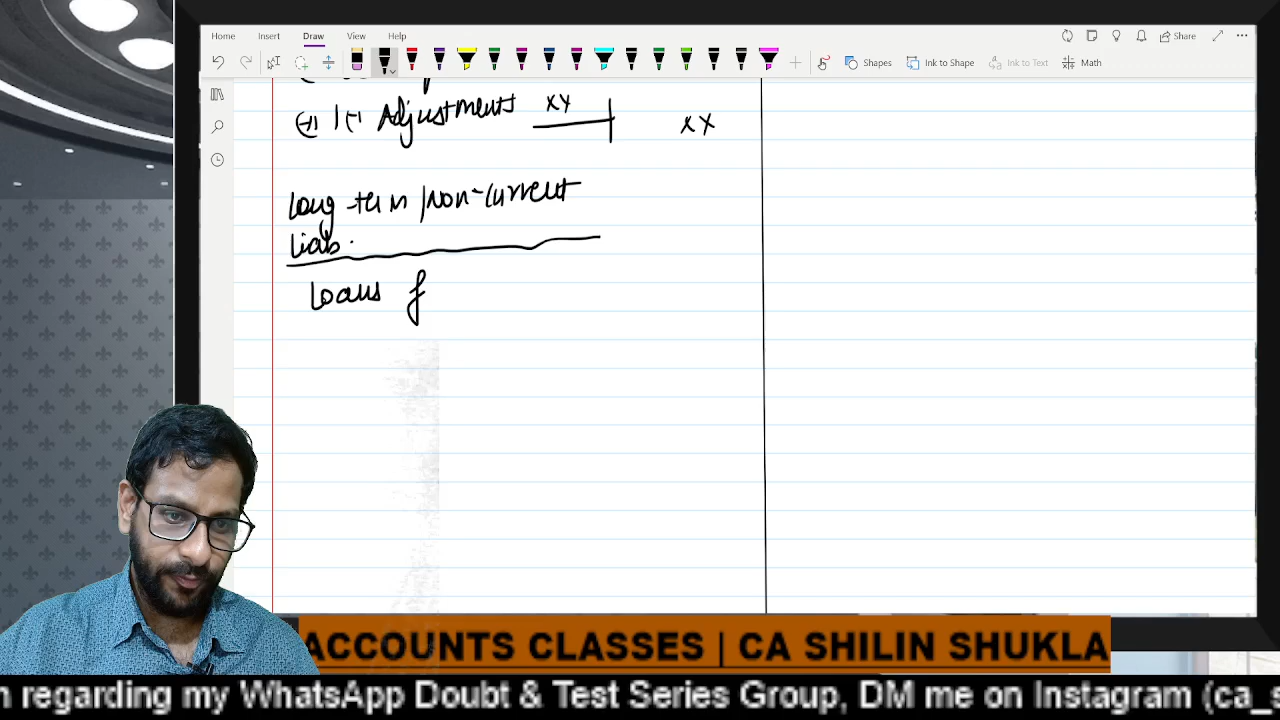 Home Insert Draw View Help
Share
Shapes Ink to Shape Ink to Text Math
(+) (-) Adjustments xy
xx
Long-term/Non-current
Liab.
Loans f
ACCOUNTS CLASSES | CA SHILIN SHUKLA
n regarding my WhatsApp Doubt & Test Series Group, DM me on Instagram (ca_s